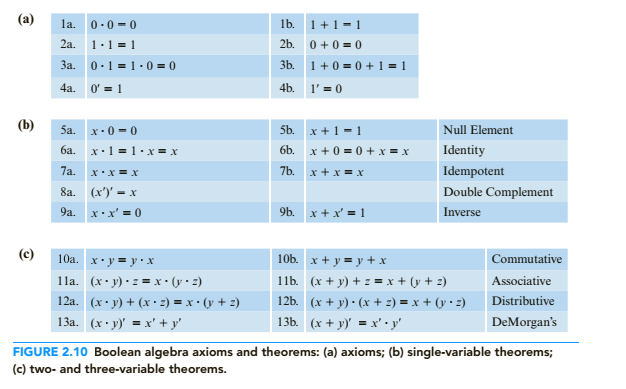 (a)
1a. 0 · 0 = 0 1b. 1 + 1 = 1
2a. 1 · 1 = 1 2b. 0 + 0 = 0
3a. 0 · 1 = 1 · 0 = 0 3b. 1 + 0 = 0 + 1 = 1
4a. 0′ = 1 4b. 1′ = 0
(b)
5a. x · 0 = 0 5b. x + 1 = 1 Null Element
6a. x · 1 = 1 · x = x 6b. x + 0 = 0 + x = x Identity
7a. x · x = x 7b. x + x = x Idempotent
8a. (x′)′ = x Double Complement
9a. x · x′ = 0 9b. x + x′ = 1 Inverse
(c)
10a. x · y = y · x 10b. x + y = y + x Commutative
11a. (x · y) · z = x · (y · z) 11b. (x + y) + z = x + (y + z) Associative
12a. (x · y) + (x · z) = x · (y + z) 12b. (x + y) · (x + z) = x + (y · z) Distributive
13a. (x · y)′ = x′ + y′ 13b. (x + y)′ = x′ · y′ DeMorgan's
FIGURE 2.10 Boolean algebra axioms and theorems: (a) axioms; (b) single-variable theorems;
(c) two- and three-variable theorems.